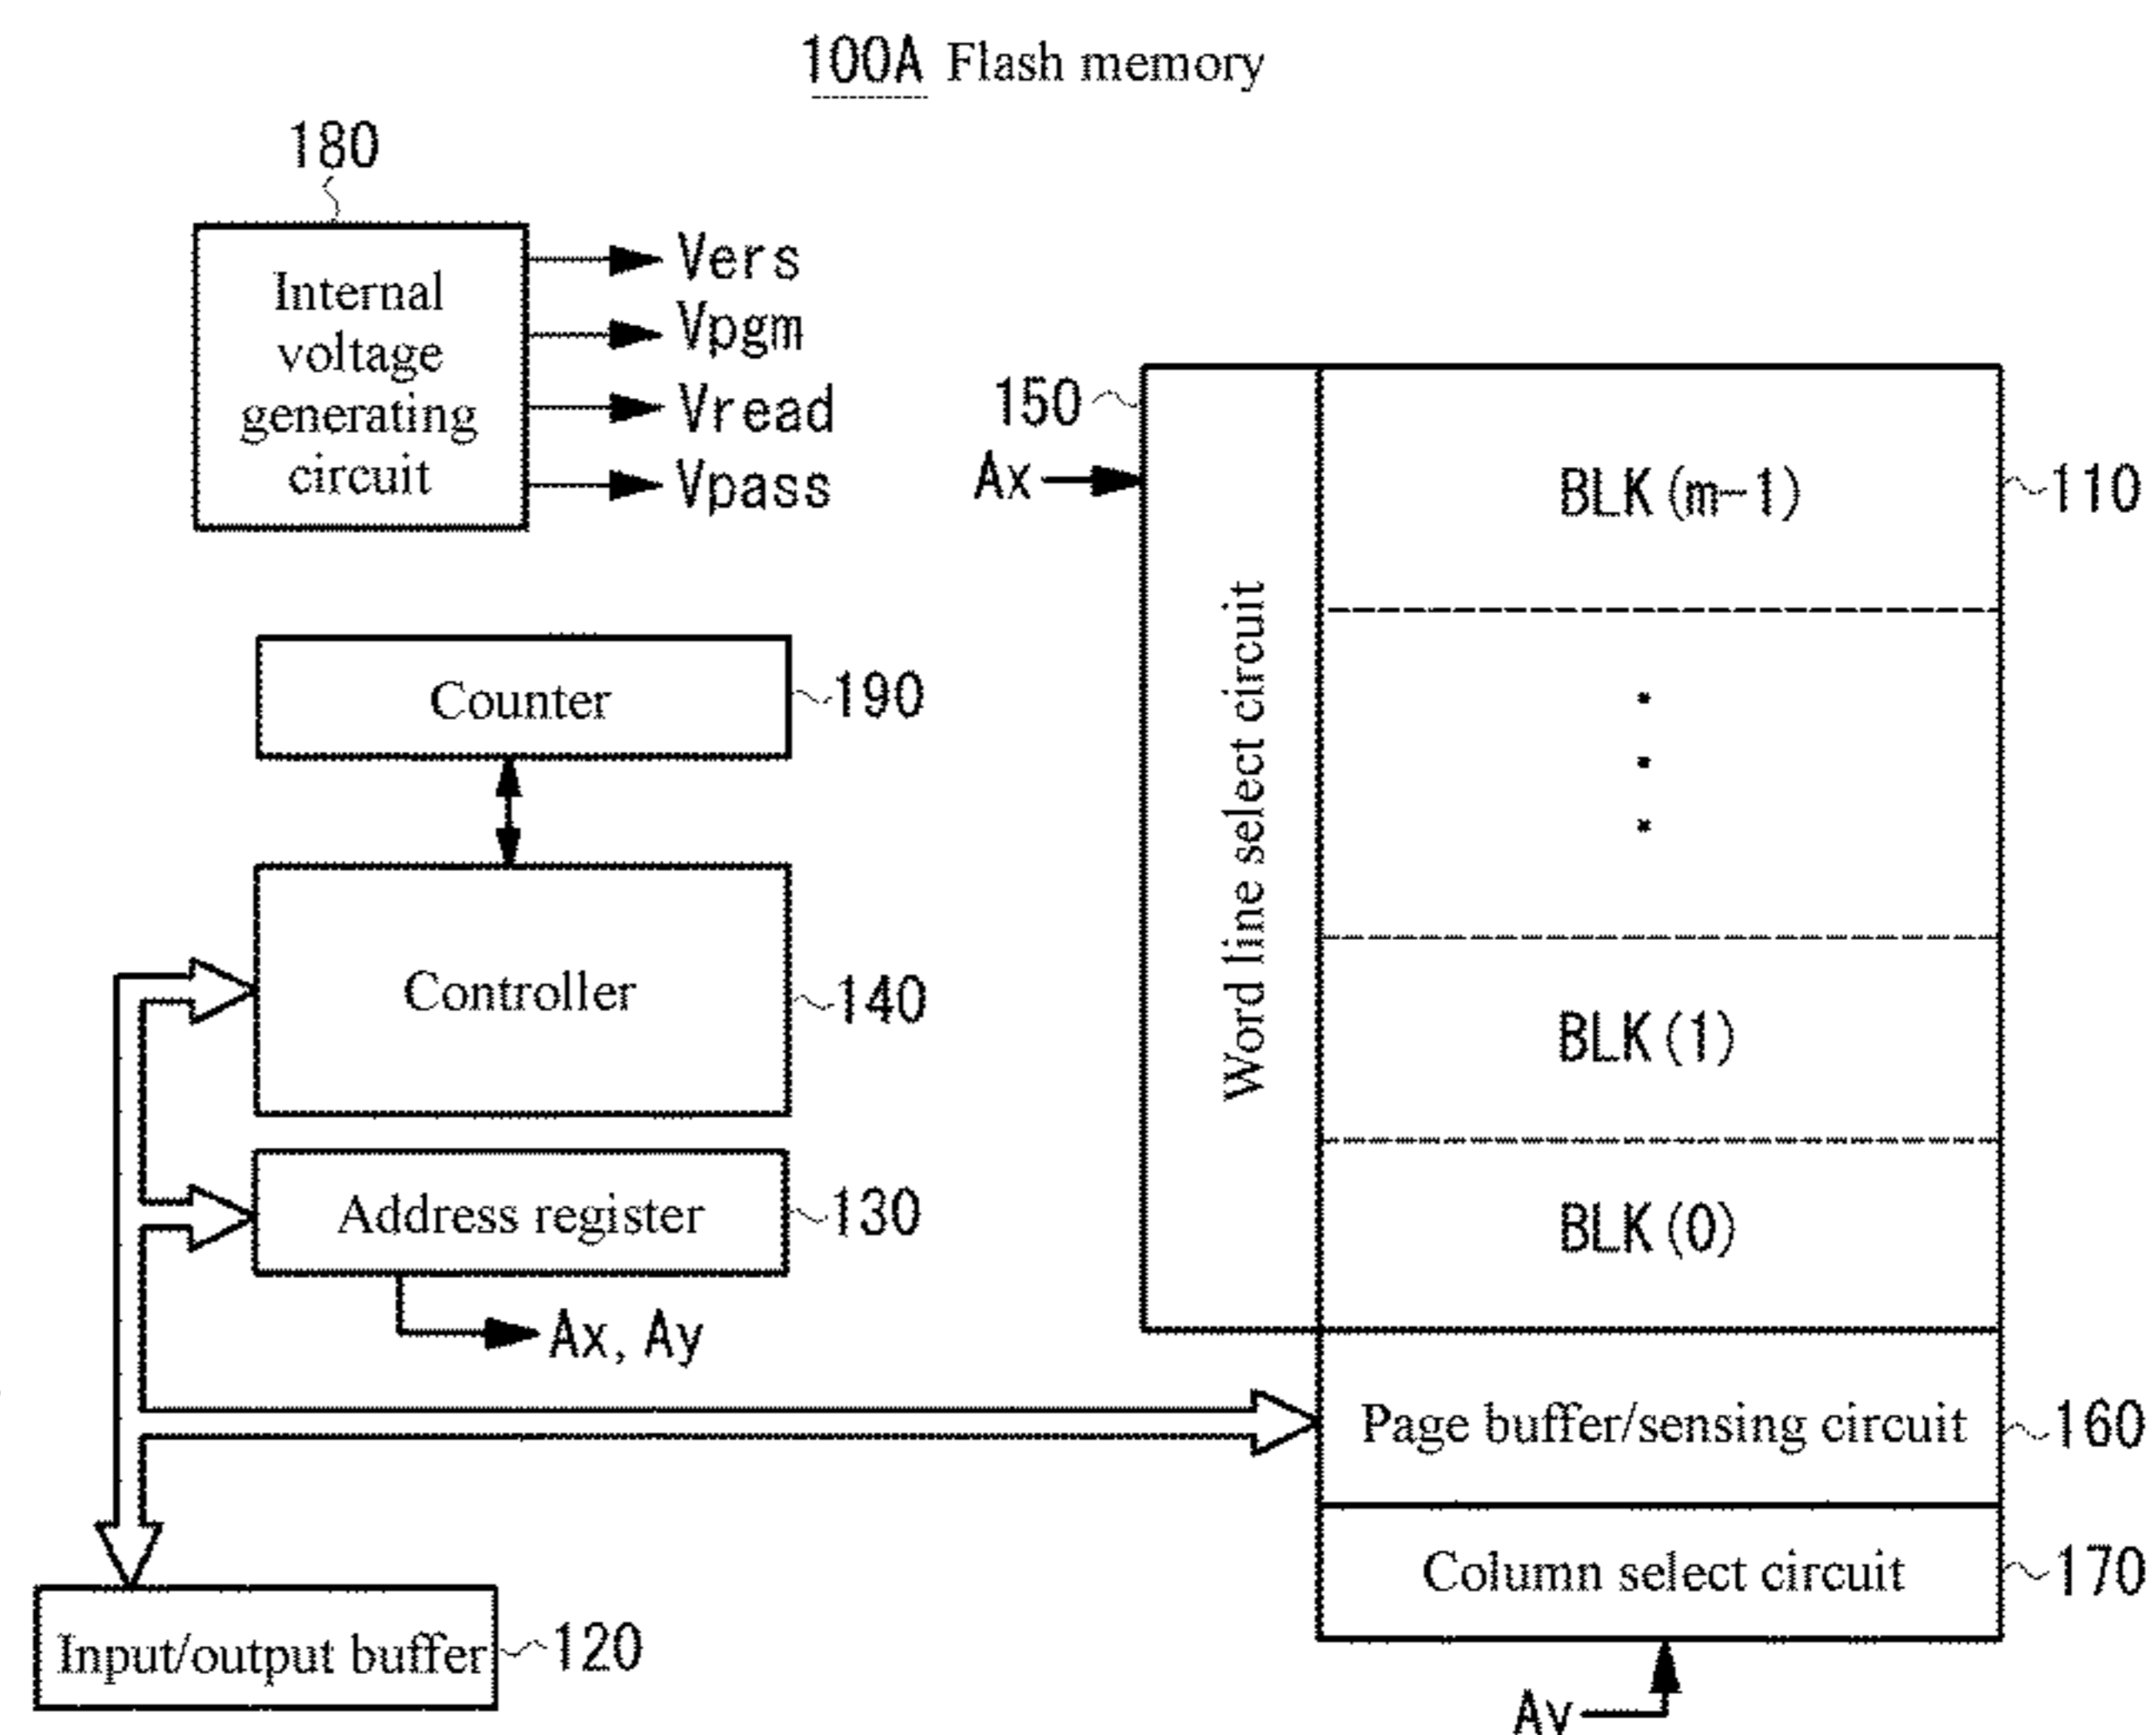 100A Flash memory
180
Internal
voltage
generating
circuit
Vers
Vpgm
Vread
Vpass
Counter
190
Controller
140
Address register
130
Ax, Ay
Input/output buffer
120
150
Ax
Word line select circuit
BLK(m-1)
110
BLK(1)
BLK(0)
Page buffer/sensing circuit
160
Column select circuit
170
Ay